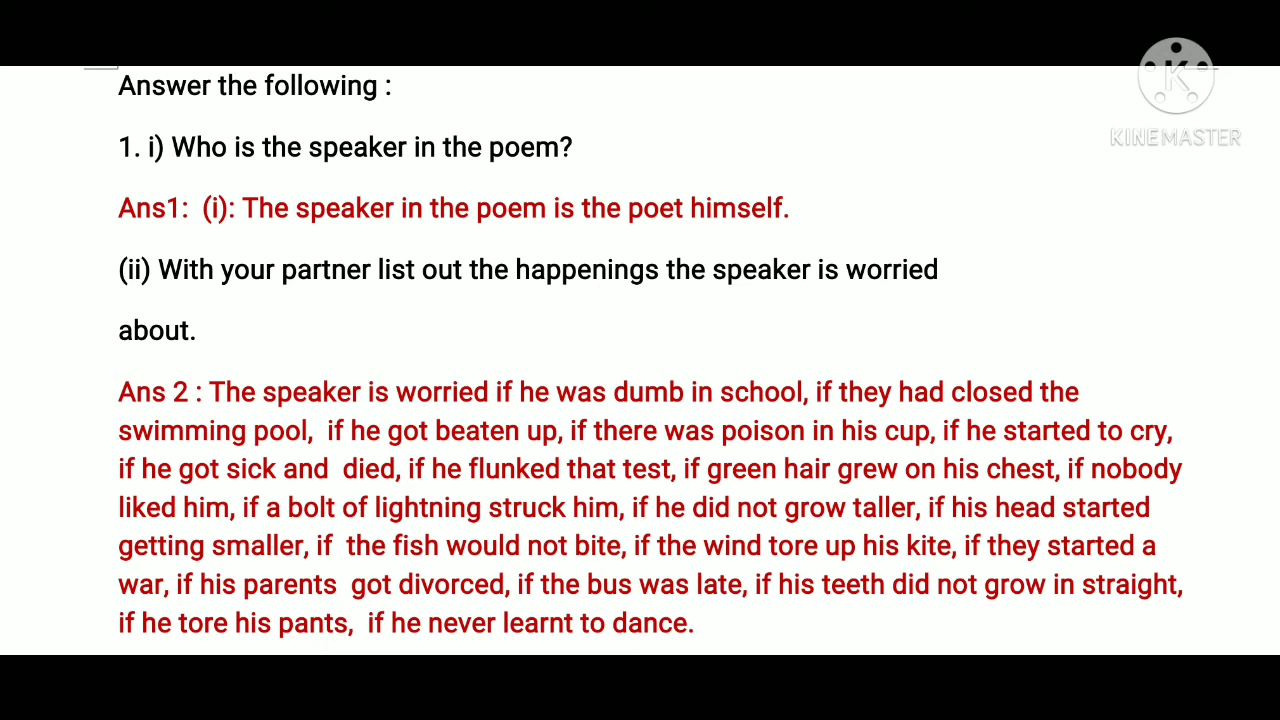 Answer the following :
K
KINEMASTER
1. i) Who is the speaker in the poem?
Ans1:  (i): The speaker in the poem is the poet himself.
(ii) With your partner list out the happenings the speaker is worried
about.
Ans 2 : The speaker is worried if he was dumb in school, if they had closed the
swimming pool,  if he got beaten up, if there was poison in his cup, if he started to cry,
if he got sick and  died, if he flunked that test, if green hair grew on his chest, if nobody
liked him, if a bolt of lightning struck him, if he did not grow taller, if his head started
getting smaller, if  the fish would not bite, if the wind tore up his kite, if they started a
war, if his parents  got divorced, if the bus was late, if his teeth did not grow in straight,
if he tore his pants,  if he never learnt to dance.